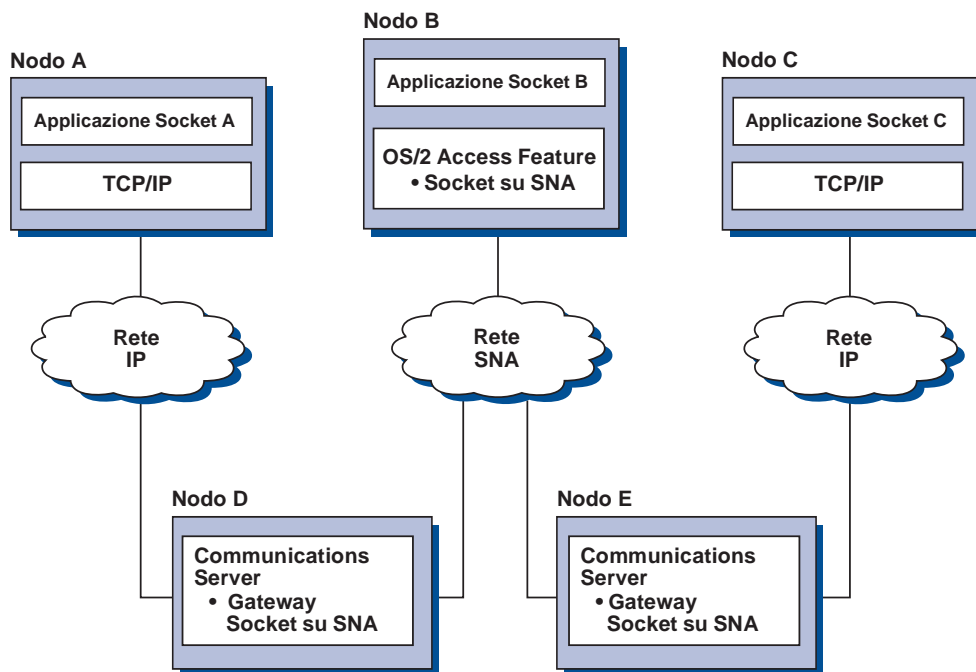 Nodo A
Applicazione Socket A
TCP/IP
Nodo B
Applicazione Socket B
OS/2 Access Feature
• Socket su SNA
Nodo C
Applicazione Socket C
TCP/IP
Rete
IP
Rete
SNA
Rete
IP
Nodo D
Communications
Server
• Gateway
Socket su SNA
Nodo E
Communications
Server
• Gateway
Socket su SNA